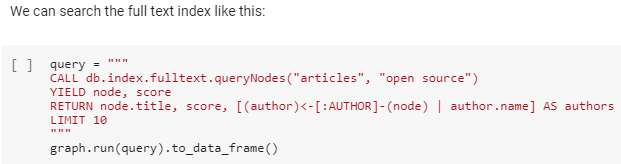 We can search the full text index like this:
[ ] query = """
CALL db.index.fulltext.queryNodes("articles", "open source")
YIELD node, score
RETURN node.title, score, [(author)<-[:AUTHOR]-(node) | author.name] AS authors
LIMIT 10
"""
graph.run(query).to_data_frame()